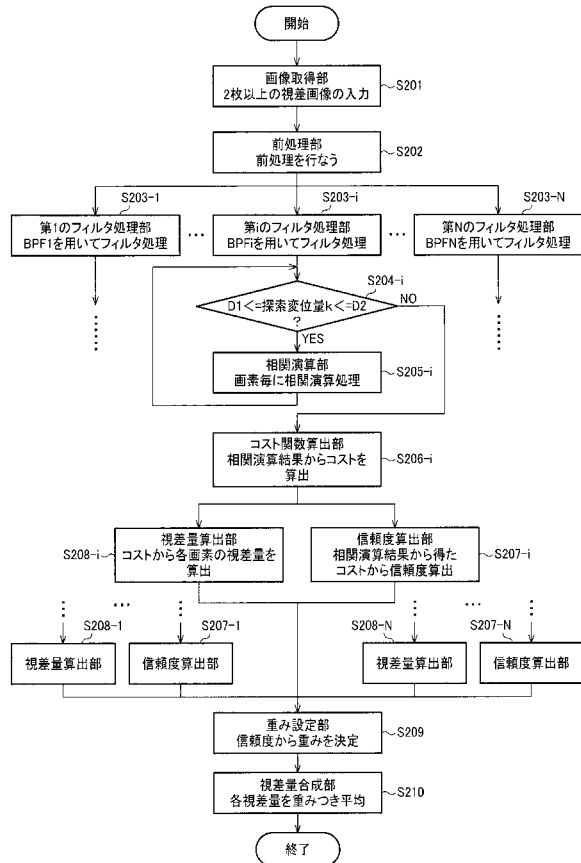 開始
画像取得部
2枚以上の視差画像の入力
S201
前処理部
前処理を行なう
S202
S203-1
第1のフィルタ処理部
BPF1を用いてフィルタ処理
…
S203-i
第iのフィルタ処理部
BPFiを用いてフィルタ処理
…
S203-N
第Nのフィルタ処理部
BPFNを用いてフィルタ処理
S204-i
D1<=探索変位量k<=D2
?
NO
YES
相関演算部
画素毎に相関演算処理
S205-i
コスト関数算出部
相関演算結果からコストを
算出
S206-i
S208-i
視差量算出部
コストから各画素の視差量を
算出
信頼度算出部
相関演算結果から得た
コストから信頼度算出
S207-i
…
…
S208-1
視差量算出部
S207-1
信頼度算出部
S208-N
視差量算出部
S207-N
信頼度算出部
重み設定部
信頼度から重みを決定
S209
視差量合成部
各視差量を重みつき平均
S210
終了